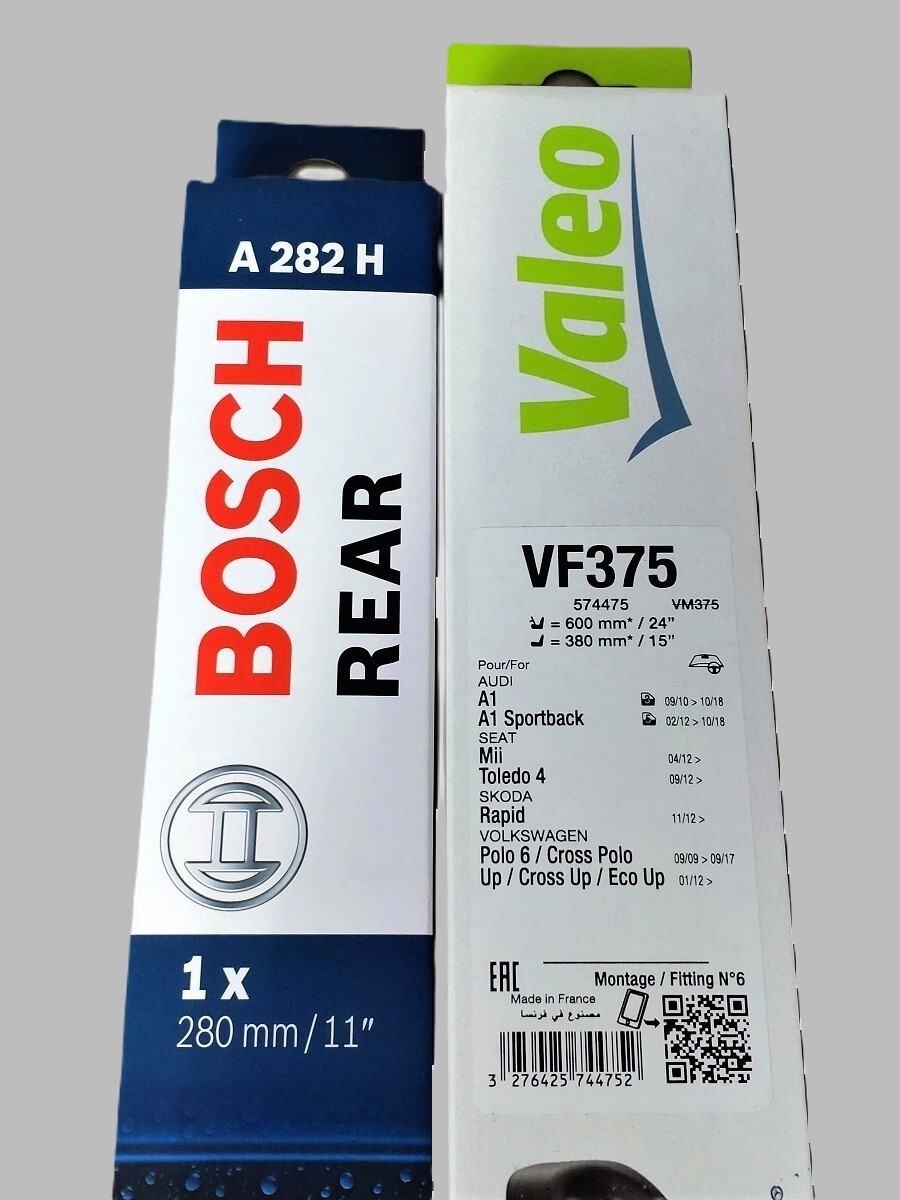 A 282 H
BOSCH
REAR
1 x
280 mm / 11"
Valeo
VF375
574475 VM375
= 600 mm* / 24"
= 380 mm* / 15"
Pour/For
AUDI
A1 3 09/10 > 10/18
A1 Sportback 5 02/12 > 10/18
SEAT
Mii 04/12 >
Toledo 4 09/12 >
SKODA
Rapid 11/12 >
VOLKSWAGEN
Polo 6 / Cross Polo 09/09 > 09/17
Up / Cross Up / Eco Up 01/12 >
EAC
Montage / Fitting N°6
Made in France
مصنوع في فرنسا
3 276425 744752